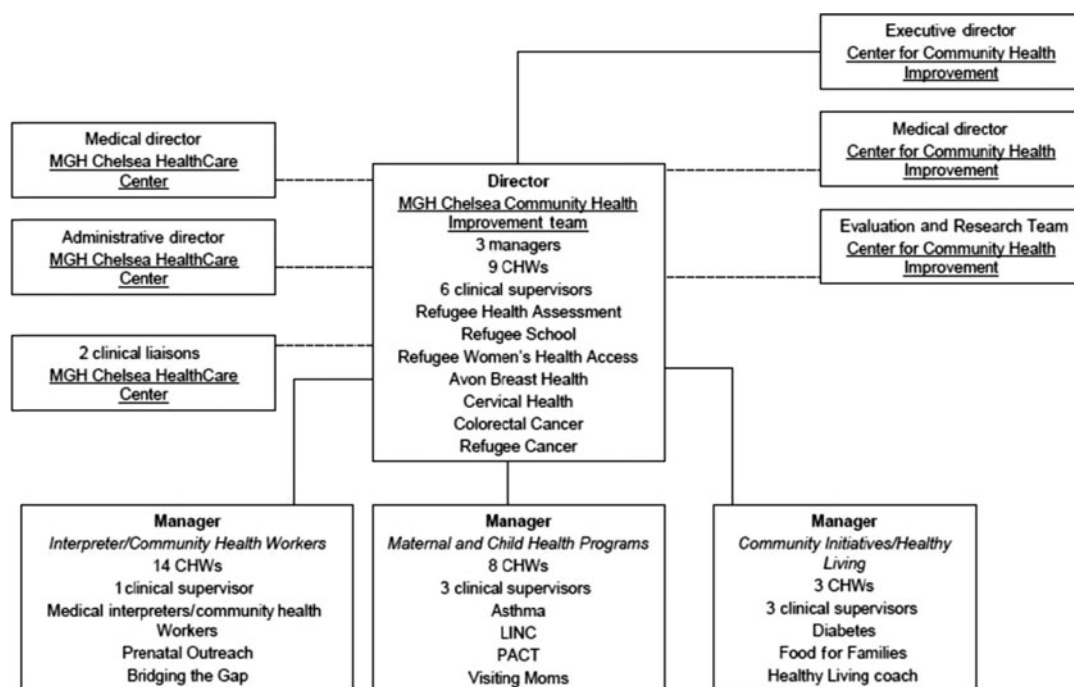 Executive director
Center for Community Health
Improvement
Medical director
MGH Chelsea HealthCare
Center
Medical director
Center for Community Health
Improvement
Director
MGH Chelsea Community Health
Improvement team
3 managers
9 CHWs
6 clinical supervisors
Refugee Health Assessment
Refugee School
Refugee Women's Health Access
Avon Breast Health
Cervical Health
Colorectal Cancer
Refugee Cancer
Administrative director
MGH Chelsea HealthCare
Center
Evaluation and Research Team
Center for Community Health
Improvement
2 clinical liaisons
MGH Chelsea HealthCare
Center
Manager
Interpreter/Community Health Workers
14 CHWs
1 clinical supervisor
Medical interpreters/community health
Workers
Prenatal Outreach
Bridging the Gap
Manager
Maternal and Child Health Programs
8 CHWs
3 clinical supervisors
Asthma
LINC
PACT
Visiting Moms
Manager
Community Initiatives/Healthy
Living
3 CHWs
3 clinical supervisors
Diabetes
Food for Families
Healthy Living coach